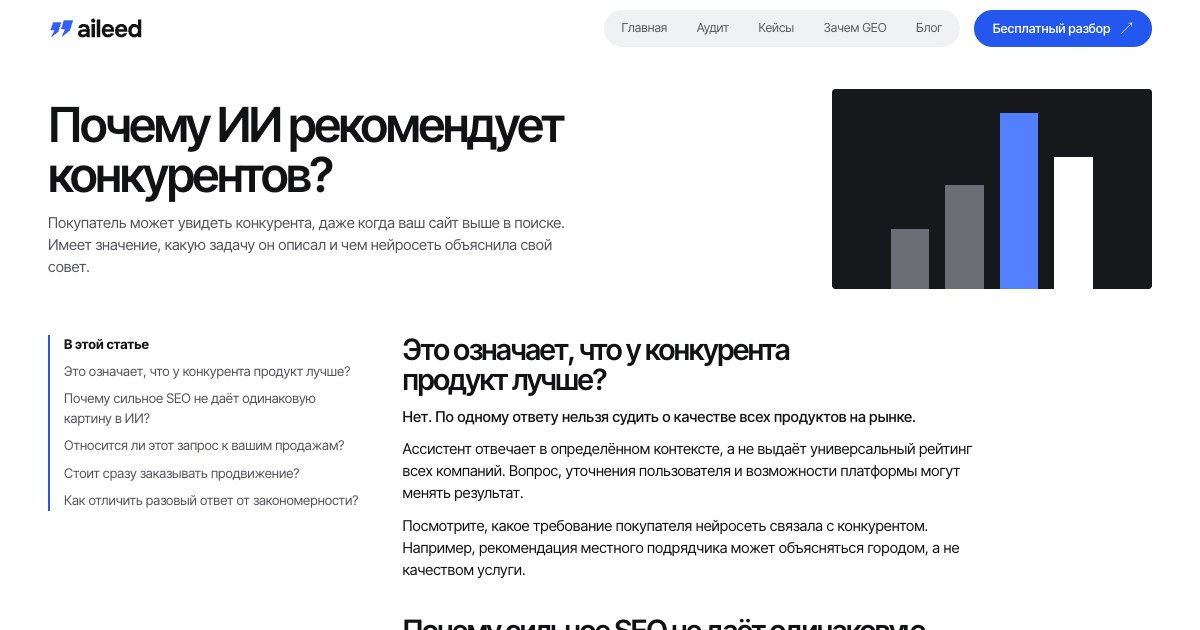 aileed
Главная
Аудит
Кейсы
Зачем GEO
Блог
Бесплатный разбор
Почему ИИ рекомендует
конкурентов?
Покупатель может увидеть конкурента, даже когда ваш сайт выше в поиске.
Имеет значение, какую задачу он описал и чем нейросеть объяснила свой
совет.
В этой статье
Это означает, что у конкурента продукт лучше?
Почему сильное SEO не даёт одинаковую
картину в ИИ?
Относится ли этот запрос к вашим продажам?
Стоит сразу заказывать продвижение?
Как отличить разовый ответ от закономерности?
Это означает, что у конкурента
продукт лучше?
Нет. По одному ответу нельзя судить о качестве всех продуктов на рынке.
Ассистент отвечает в определённом контексте, а не выдаёт универсальный рейтинг
всех компаний. Вопрос, уточнения пользователя и возможности платформы могут
менять результат.
Посмотрите, какое требование покупателя нейросеть связала с конкурентом.
Например, рекомендация местного подрядчика может объясняться городом, а не
качеством услуги.
Почему сильное SEO не даёт одинаковую